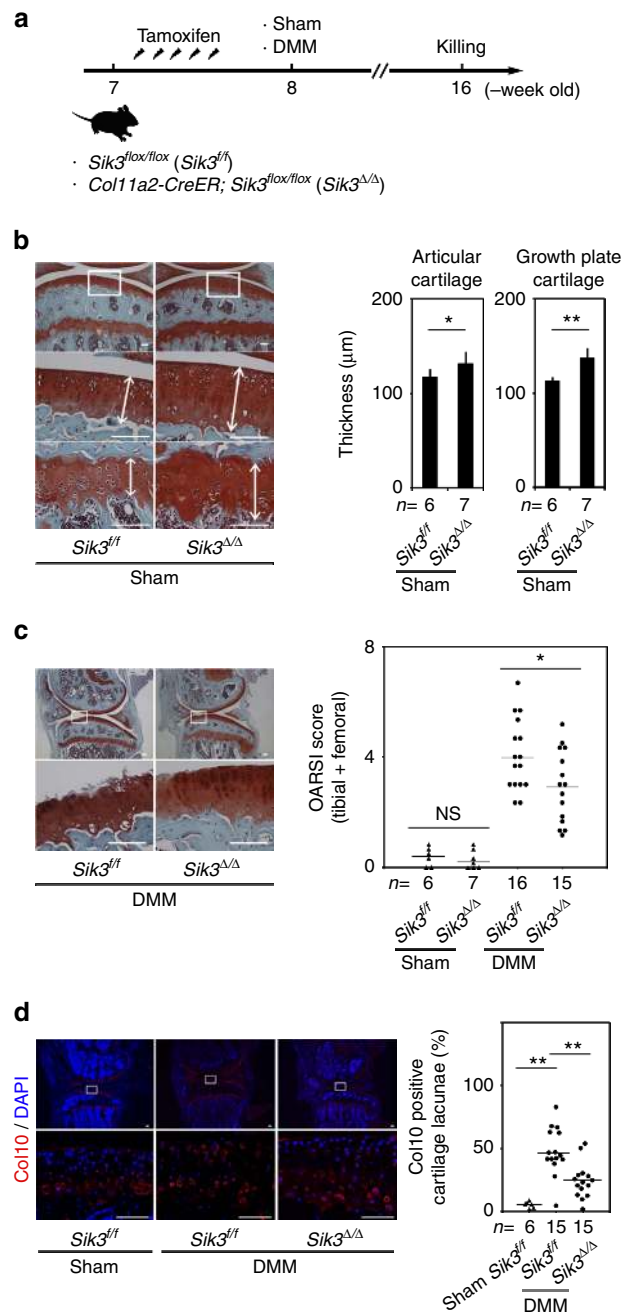 a
Tamoxifen
· Sham
· DMM
Killing
7
8
16
(–week old)
· Sik3flox/flox (Sik3f/f)
· Col11a2-CreER; Sik3flox/flox (Sik3Δ/Δ)
b
Sik3f/f
Sik3Δ/Δ
Sham
Articular cartilage
Growth plate cartilage
Thickness (μm)
200
100
0
*
n= 6 7
Sik3f/f
Sik3Δ/Δ
Sham
200
100
0
**
n= 6 7
Sik3f/f
Sik3Δ/Δ
Sham
c
Sik3f/f
Sik3Δ/Δ
DMM
OARSI score
(tibial + femoral)
8
4
0
NS
*
n= 6 7 16 15
Sik3f/f
Sik3Δ/Δ
Sik3f/f
Sik3Δ/Δ
Sham
DMM
d
Col10 / DAPI
Sik3f/f
Sham
Sik3f/f
Sik3Δ/Δ
DMM
Col10 positive
cartilage lacunae (%)
100
50
0
**
**
n= 6 15 15
Sham Sik3f/f
Sik3f/f
Sik3Δ/Δ
DMM